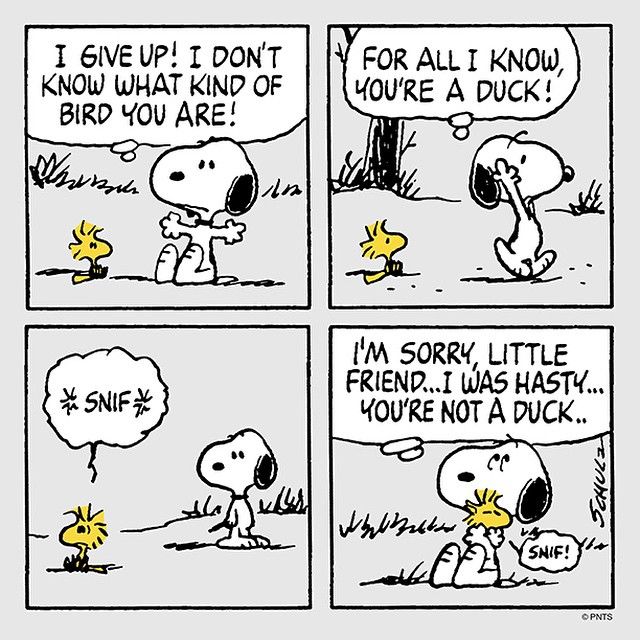 I GIVE UP! I DON'T
KNOW WHAT KIND OF
BIRD YOU ARE!
FOR ALL I KNOW,
YOU'RE A DUCK!
*SNIF*
I'M SORRY, LITTLE
FRIEND...I WAS HASTY...
YOU'RE NOT A DUCK..
SNIF!
SCHULZ
© PNTS